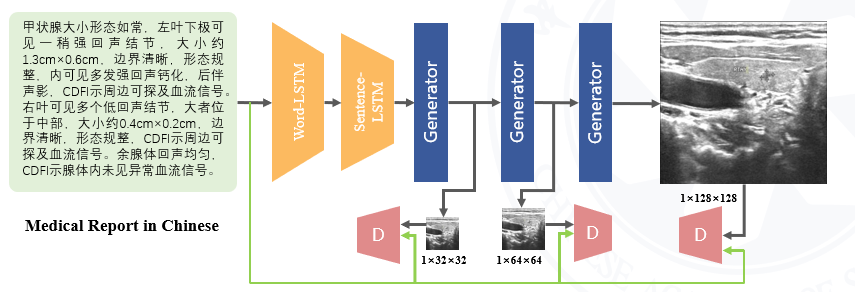 甲状腺大小形态如常，左叶下极可
见一稍强回声结节，大小约
1.3cm×0.6cm，边界清晰，形态规
整，内可见多发强回声钙化，后伴
声影，CDFI示周边可探及血流信号。
右叶可见多个低回声结节，大者位
于中部，大小约0.4cm×0.2cm，边
界清晰，形态规整，CDFI示周边可
探及血流信号。余腺体回声均匀，
CDFI示腺体内未见异常血流信号。
Medical Report in Chinese
Word-LSTM
Sentence-
LSTM
Generator
Generator
Generator
D
1×32×32
1×64×64
D
1×128×128
D